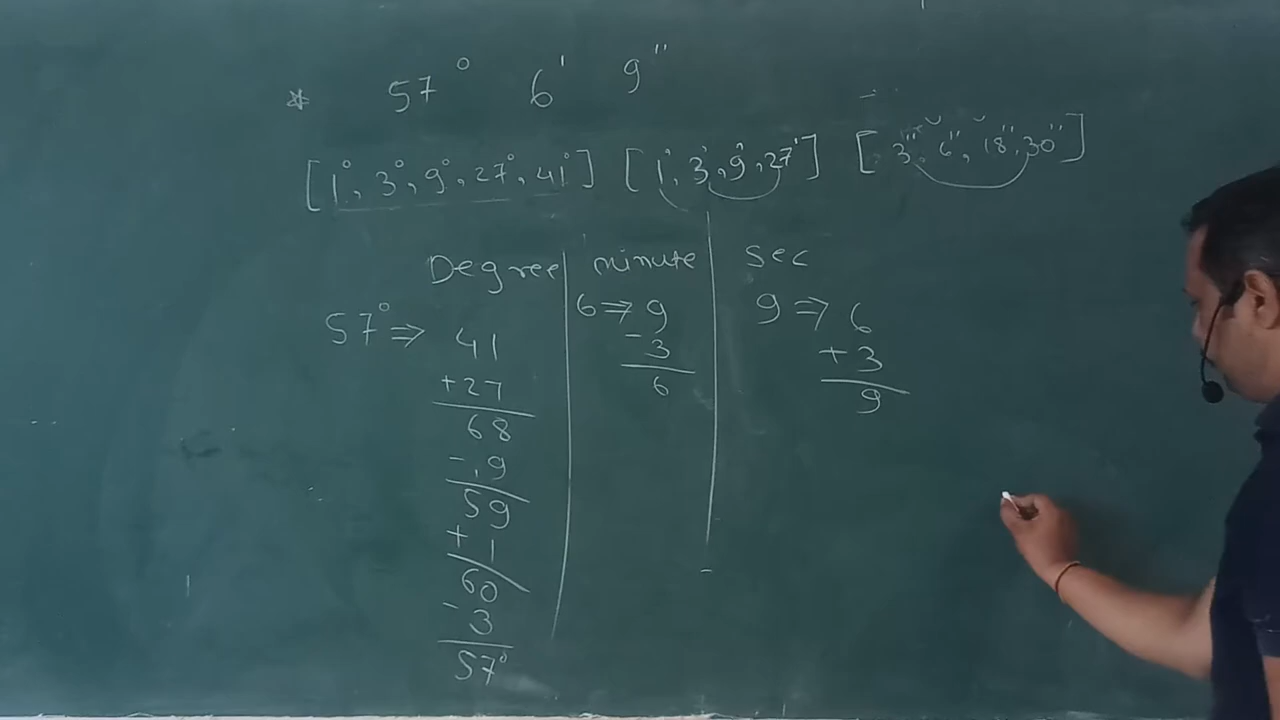 * 57° 6' 9"
[1°, 3°, 9°, 27°, 41°] [1', 3', 9', 27'] [3", 6", 18", 30"]
Degree minute sec
57° ⇒ 41 6 ⇒ 9 9 ⇒ 6
+27 -3 +3
68 6 9
- 9
59
+ 1
60
- 3
57°